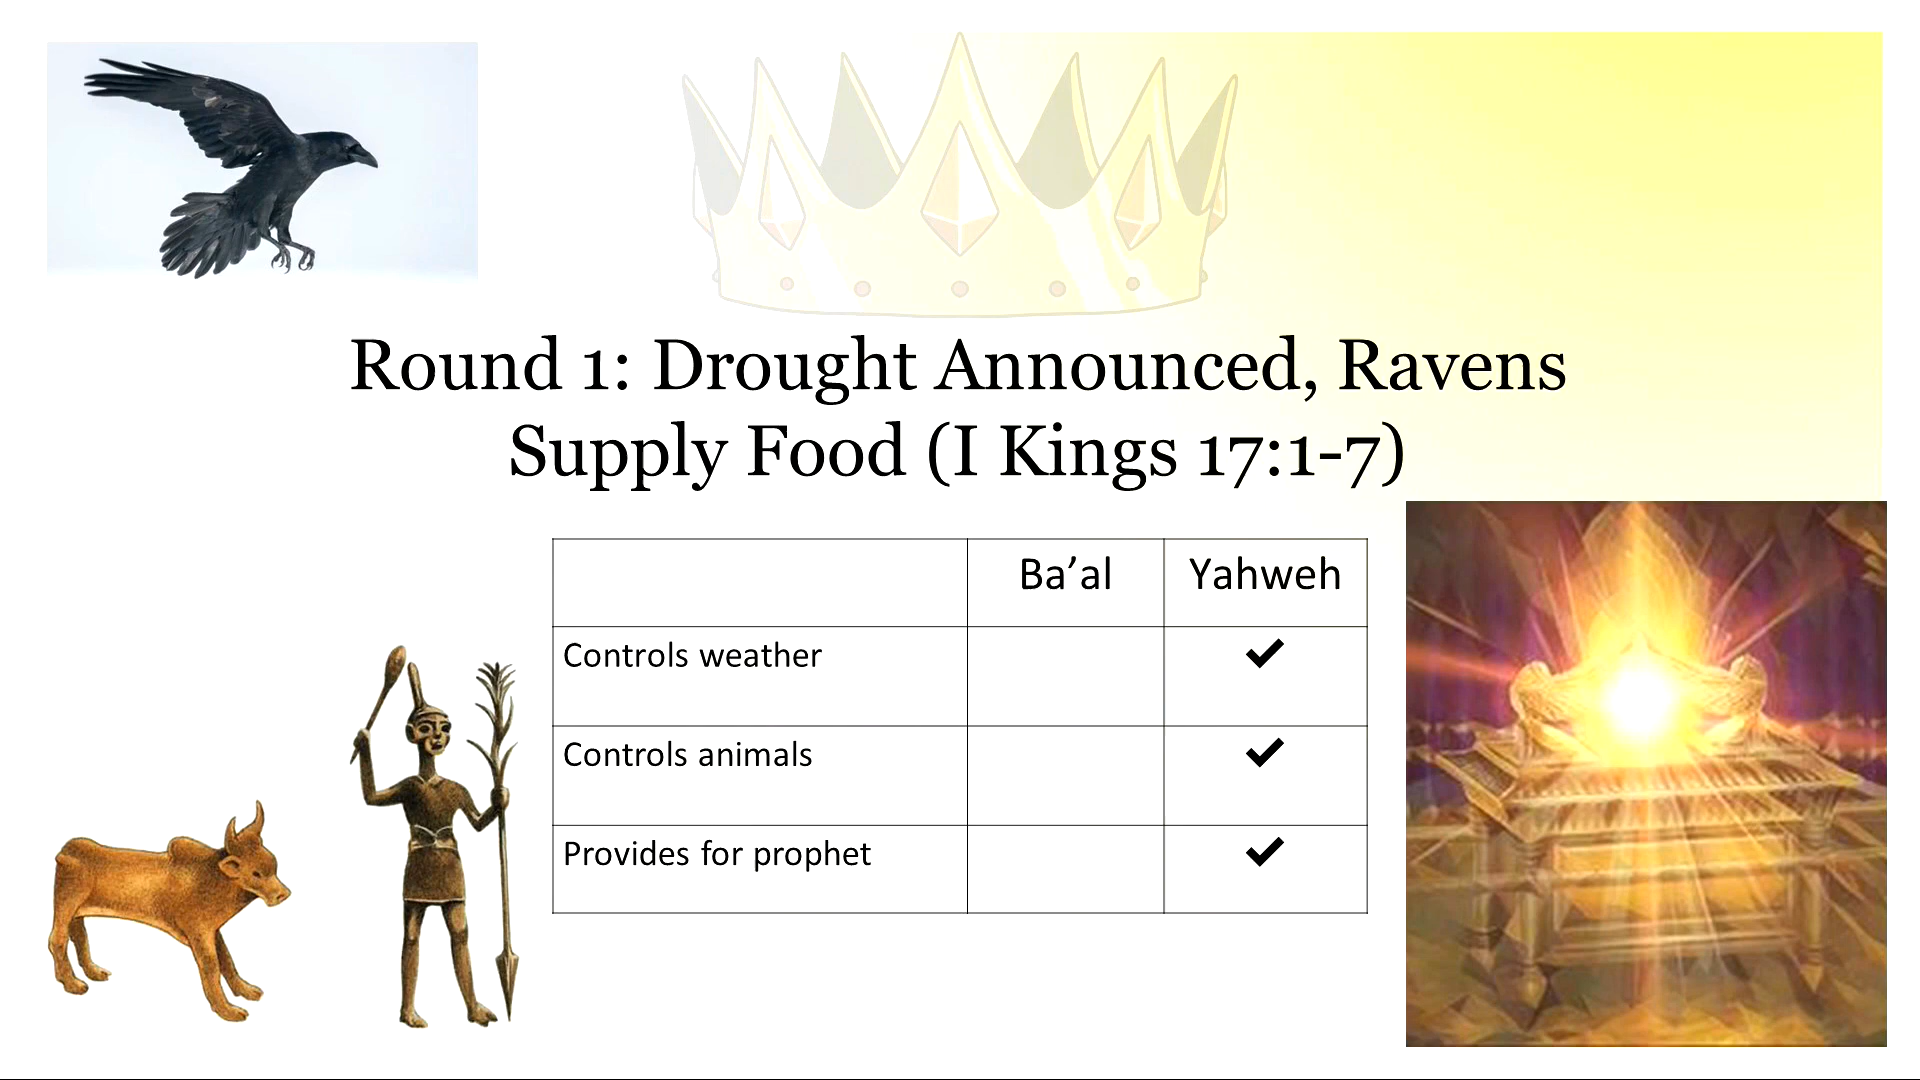 Round 1: Drought Announced, Ravens
Supply Food (I Kings 17:1-7)
Ba’al Yahweh
Controls weather ✔
Controls animals ✔
Provides for prophet ✔